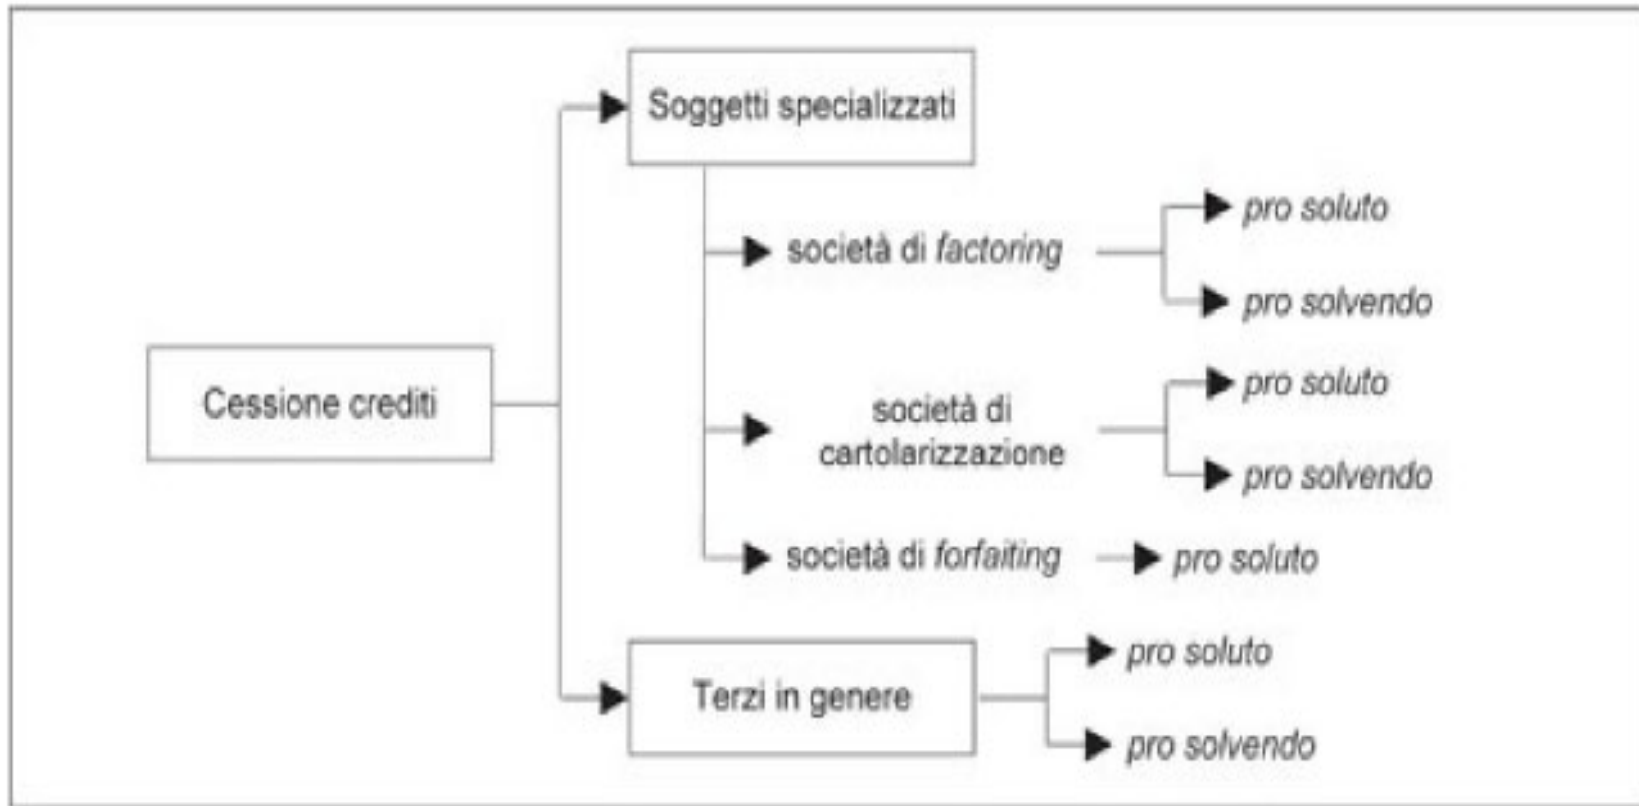 Soggetti specializzati
pro soluto
società di factoring
pro solvendo
pro soluto
Cessione crediti
società di
cartolarizzazione
pro solvendo
società di forfaiting
pro soluto
pro soluto
Terzi in genere
pro solvendo